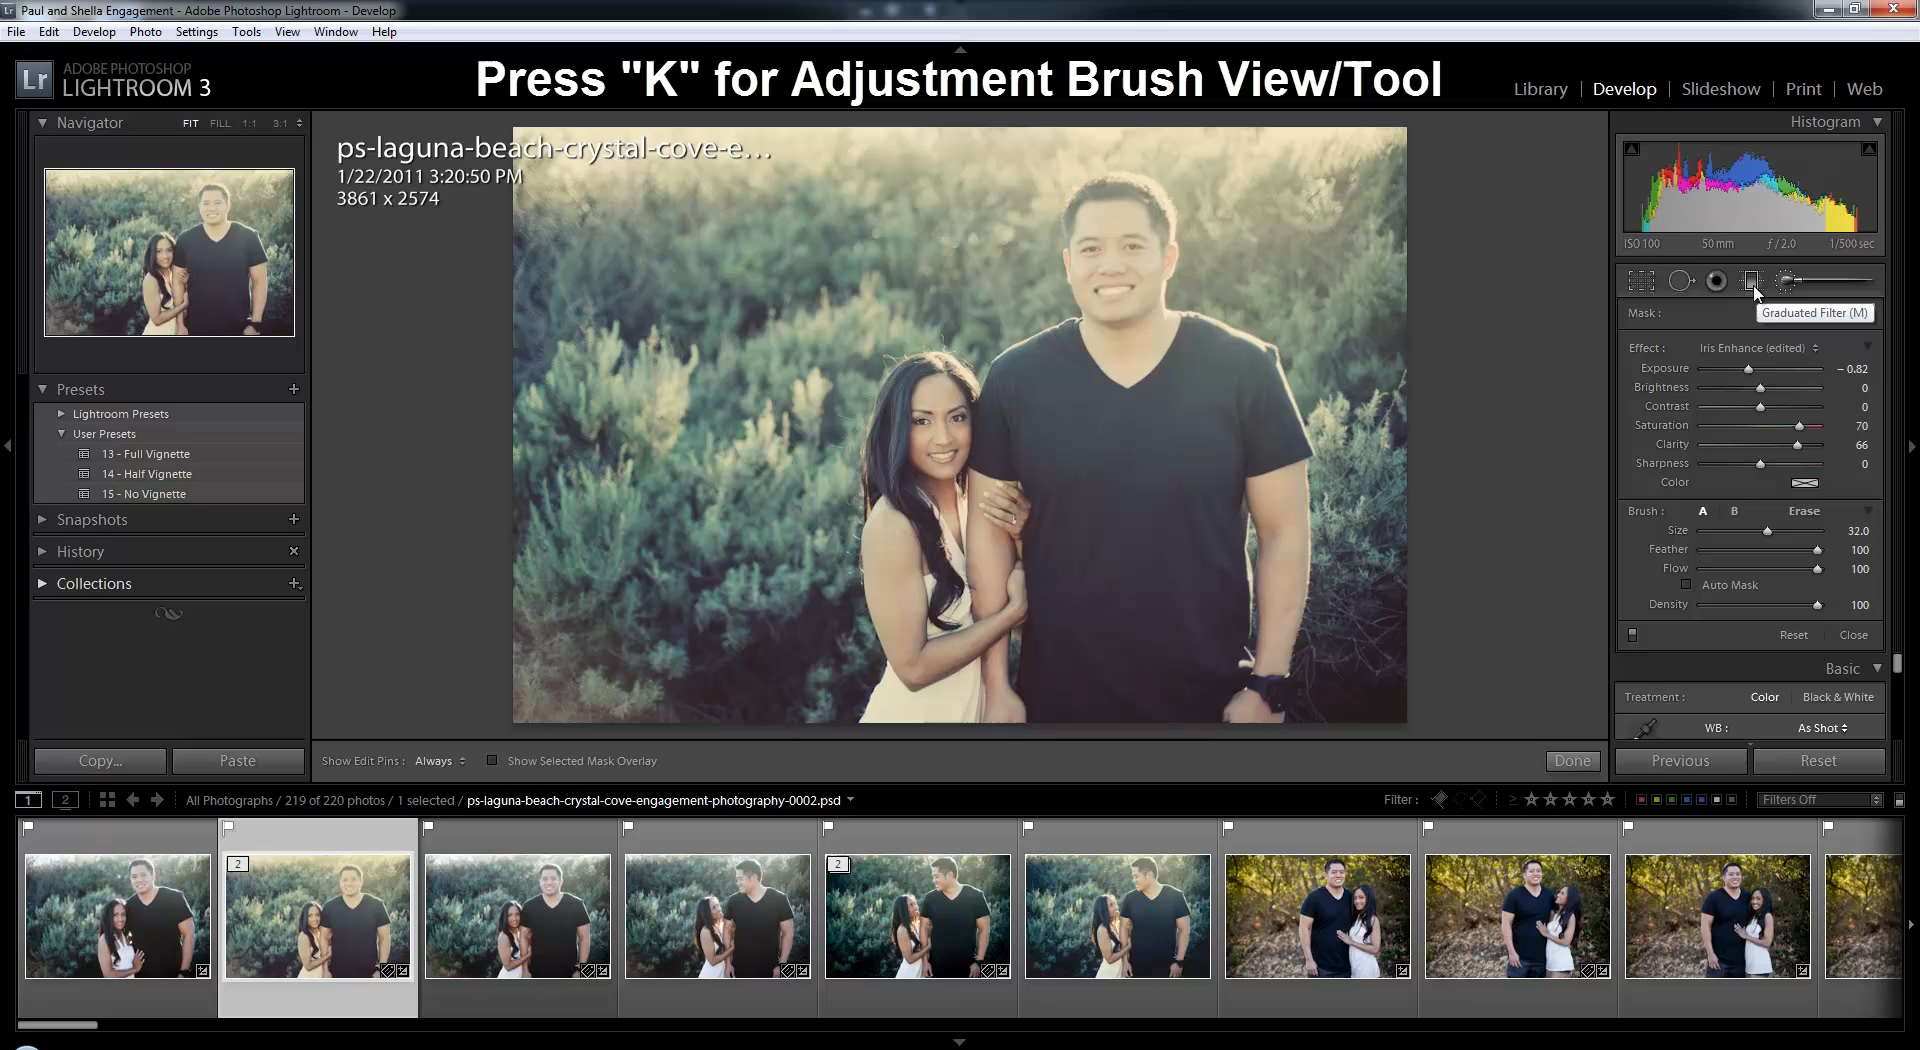 Paul and Shella Engagement - Adobe Photoshop Lightroom - Develop
File Edit Develop Photo Settings Tools View Window Help
Lr ADOBE PHOTOSHOP
LIGHTROOM 3
Press "K" for Adjustment Brush View/Tool
Library | Develop | Slideshow | Print | Web
Navigator FIT FILL 1:1 3:1
Presets
Lightroom Presets
User Presets
13 - Full Vignette
14 - Half Vignette
15 - No Vignette
Snapshots
History
Collections
Copy... Paste
ps-laguna-beach-crystal-cove-e...
1/22/2011 3:20:50 PM
3861 x 2574
Show Edit Pins : Always Show Selected Mask Overlay Done
Histogram
ISO 100 50 mm ƒ / 2.0 1/500 sec
Mask :
Graduated Filter (M)
Effect : Iris Enhance (edited)
Exposure – 0.82
Brightness 0
Contrast 0
Saturation 70
Clarity 66
Sharpness 0
Color
Brush : A B Erase
Size 32.0
Feather 100
Flow 100
Auto Mask
Density 100
Reset Close
Basic
Treatment : Color Black & White
WB : As Shot
Previous Reset
1 2 All Photographs / 219 of 220 photos / 1 selected / ps-laguna-beach-crystal-cove-engagement-photography-0002.psd Filter : Filters Off
2
2